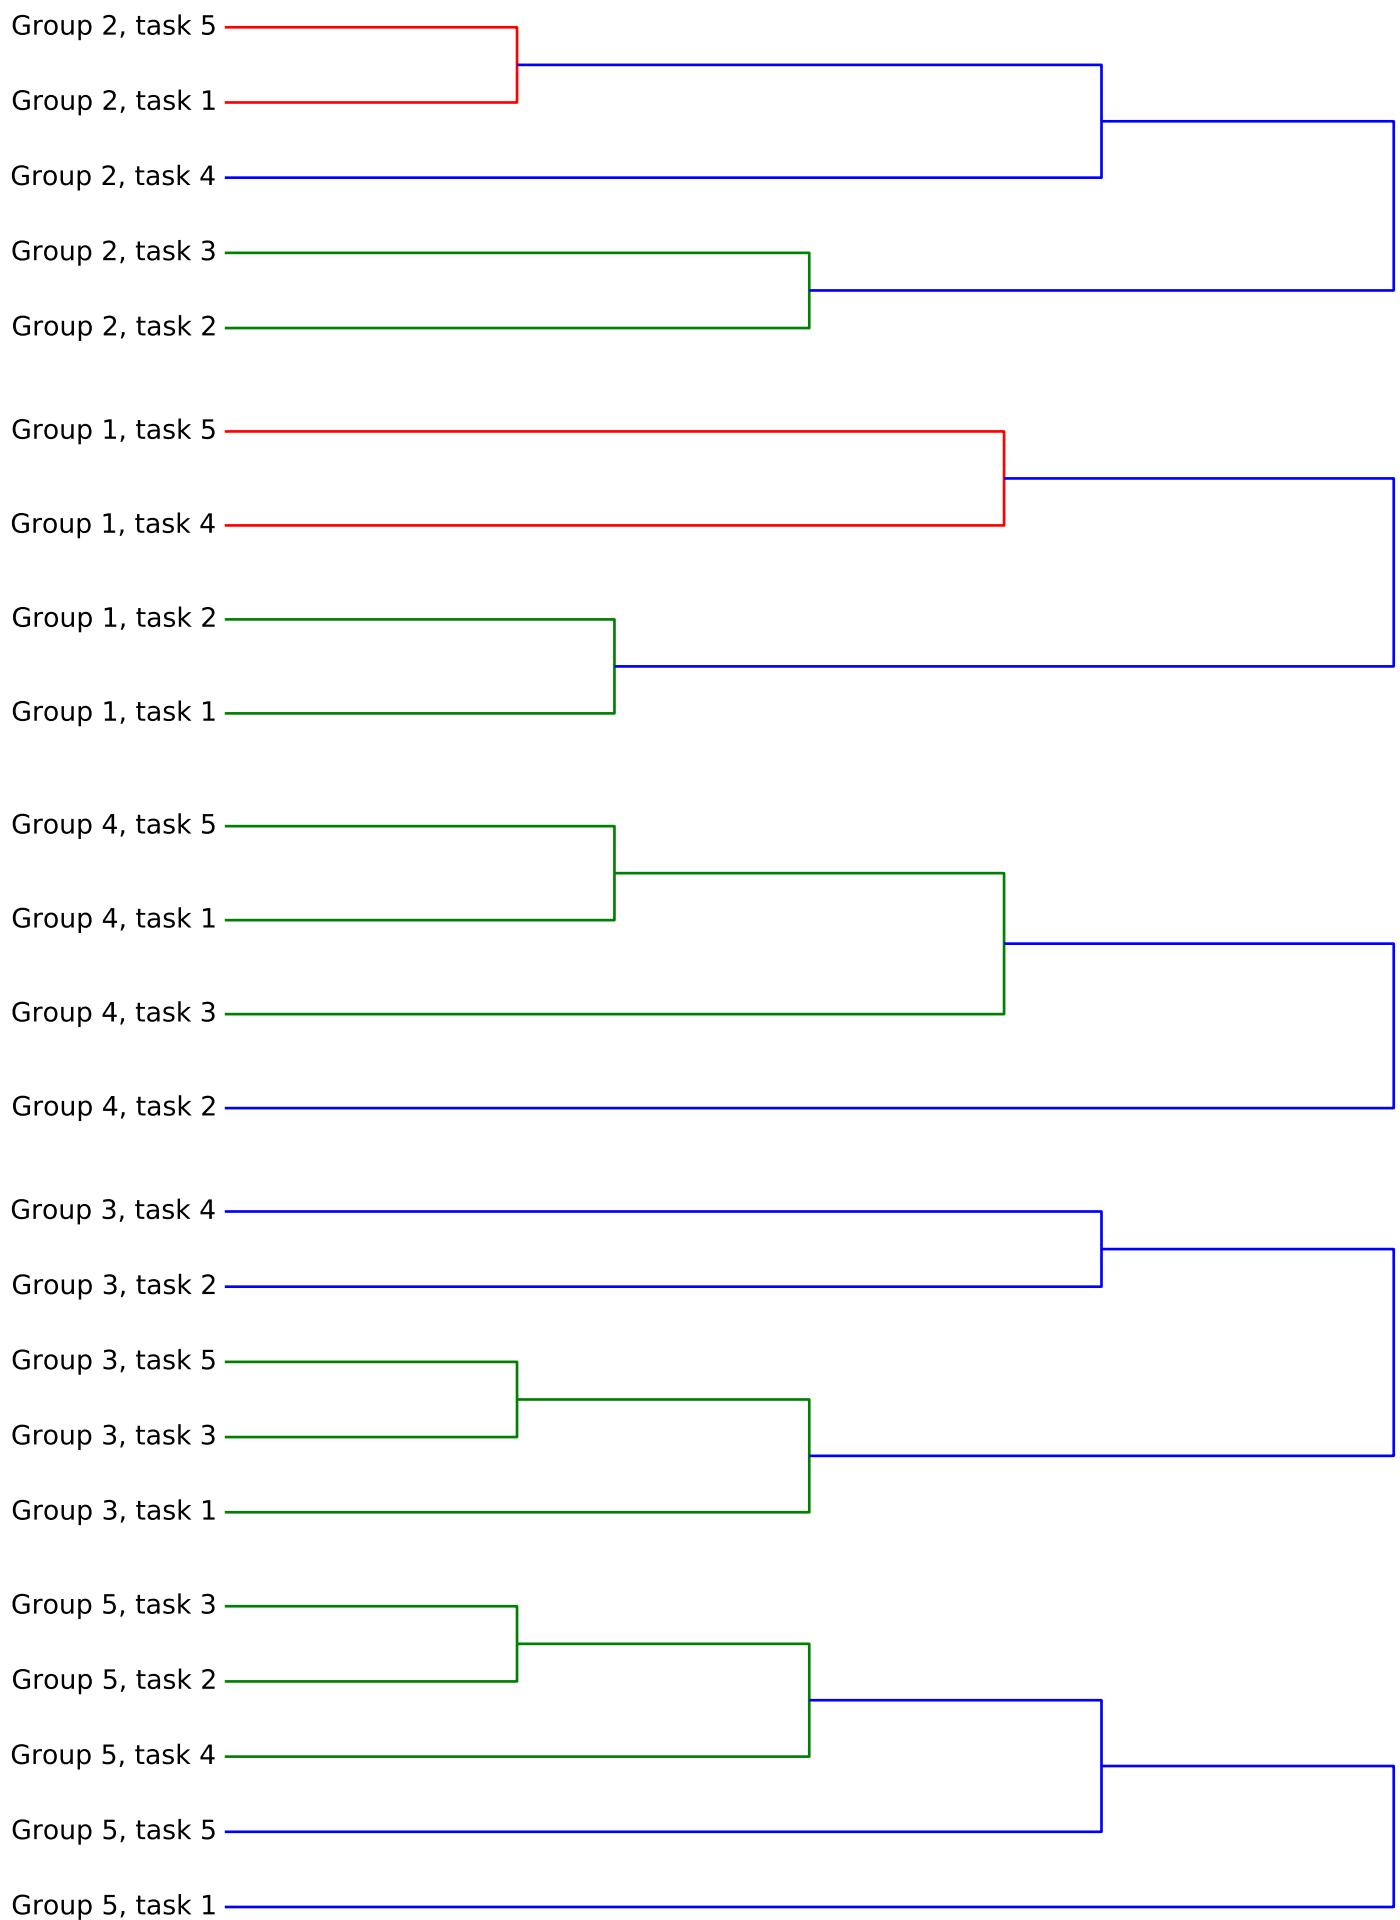 Group 2, task 5
Group 2, task 1
Group 2, task 4
Group 2, task 3
Group 2, task 2
Group 1, task 5
Group 1, task 4
Group 1, task 2
Group 1, task 1
Group 4, task 5
Group 4, task 1
Group 4, task 3
Group 4, task 2
Group 3, task 4
Group 3, task 2
Group 3, task 5
Group 3, task 3
Group 3, task 1
Group 5, task 3
Group 5, task 2
Group 5, task 4
Group 5, task 5
Group 5, task 1